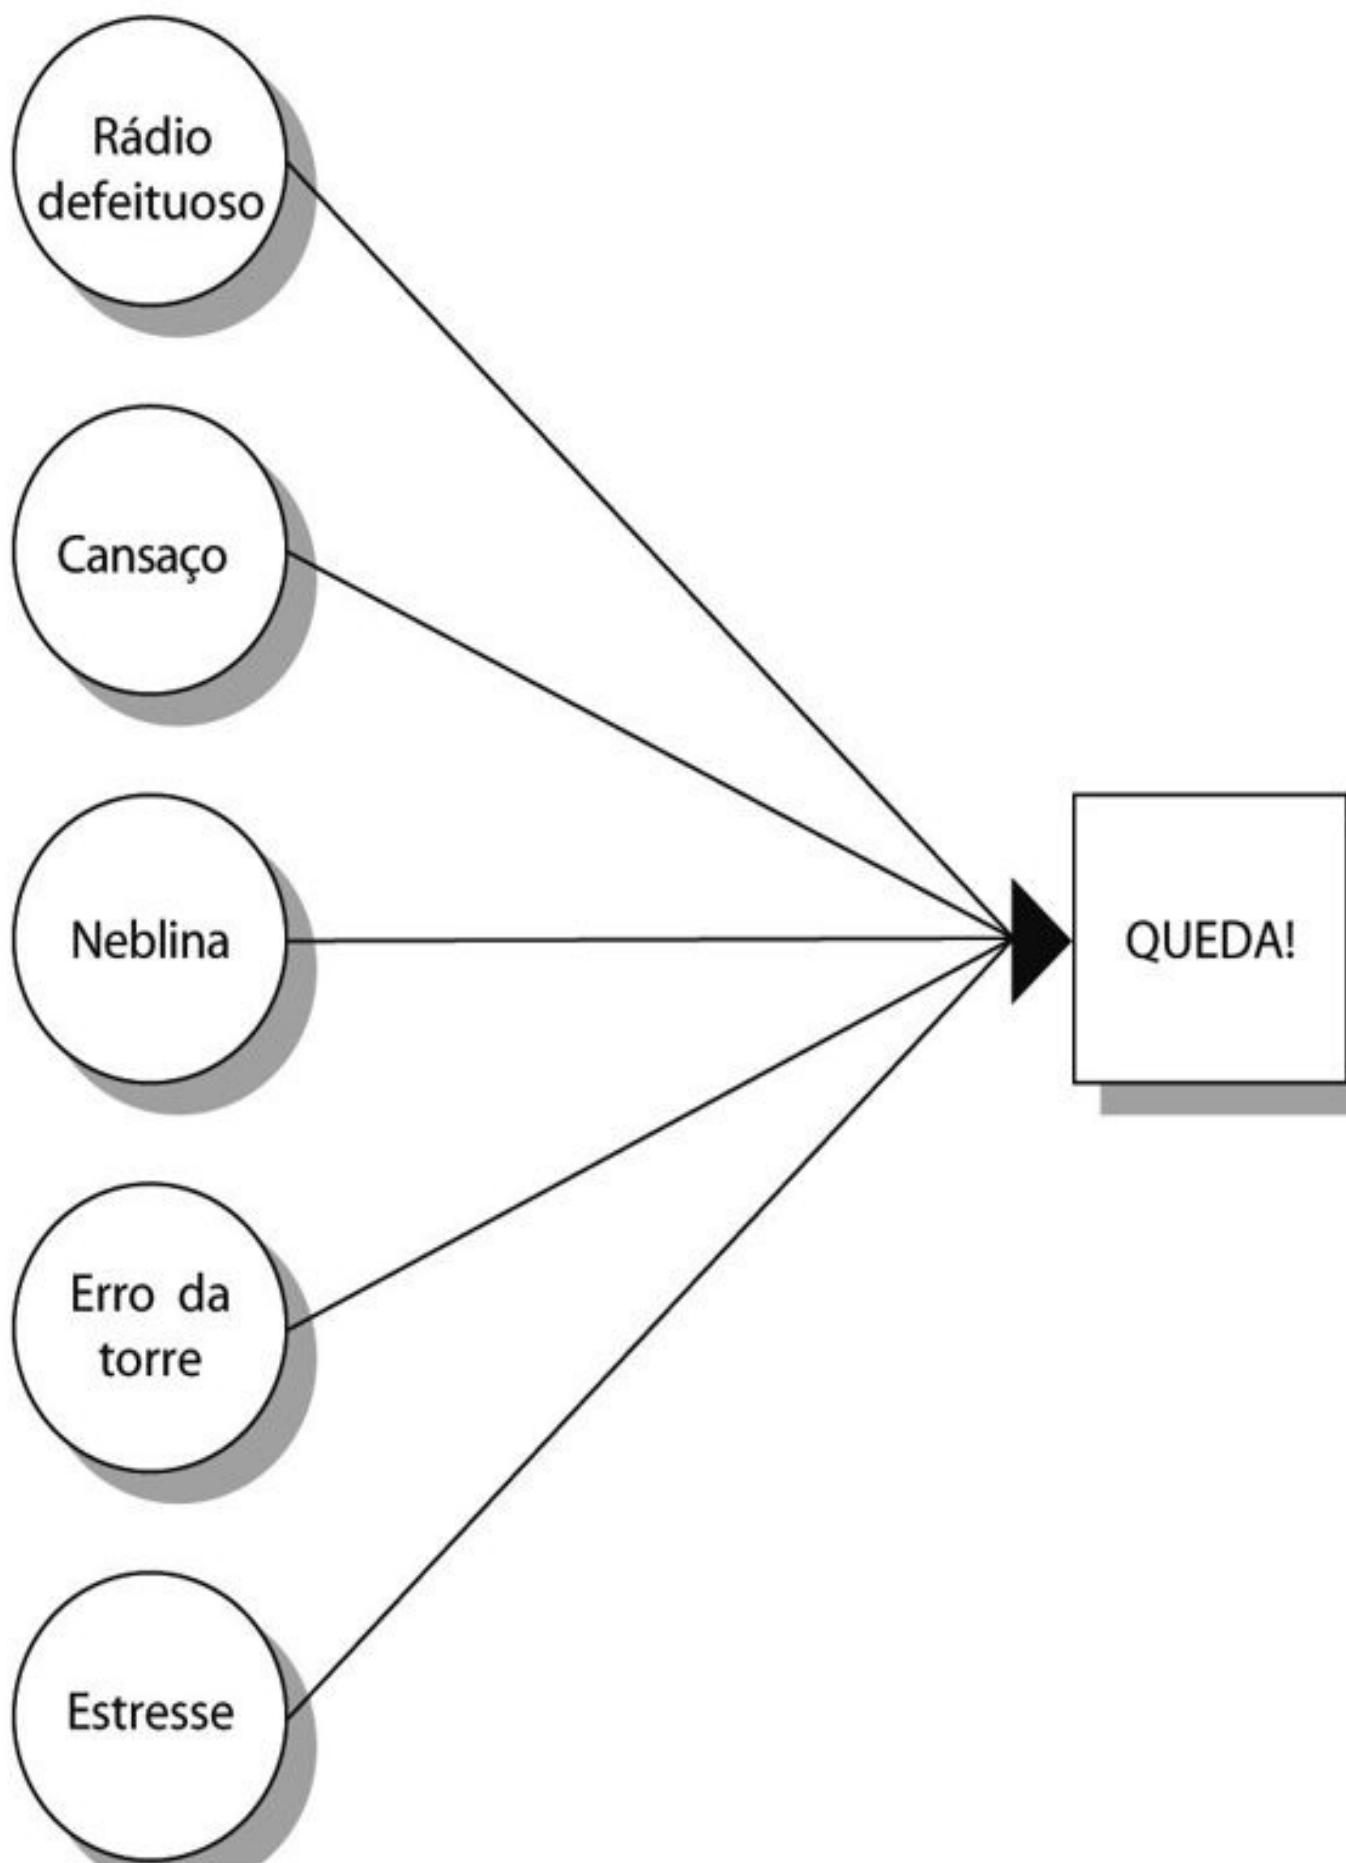 Rádio
defeituoso
Cansaço
Neblina
QUEDA!
Erro da
torre
Estresse